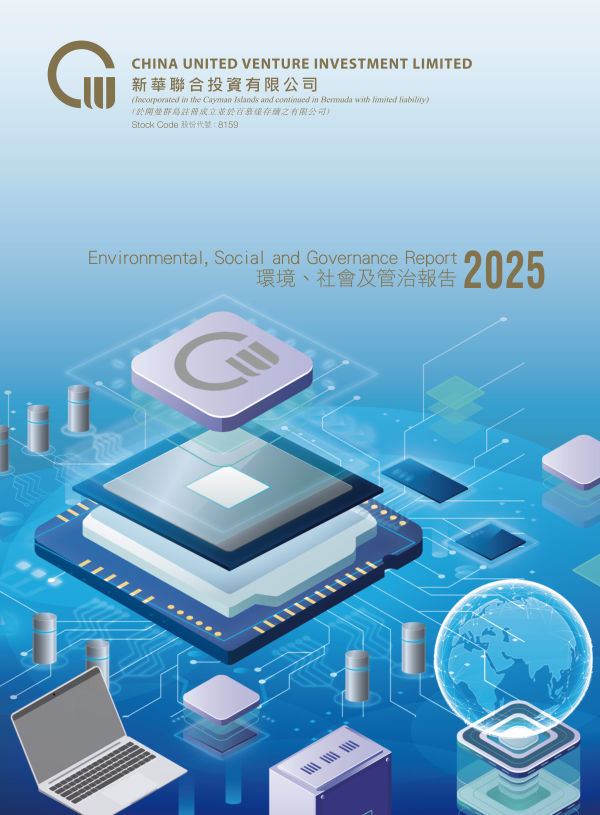 CHINA UNITED VENTURE INVESTMENT LIMITED
新華聯合投資有限公司
(Incorporated in the Cayman Islands and continued in Bermuda with limited liability)
(於開曼群島註冊成立並於百慕達存續之有限公司)
Stock Code 股份代號 : 8159
Environmental, Social and Governance Report 2025
環境、社會及管治報告